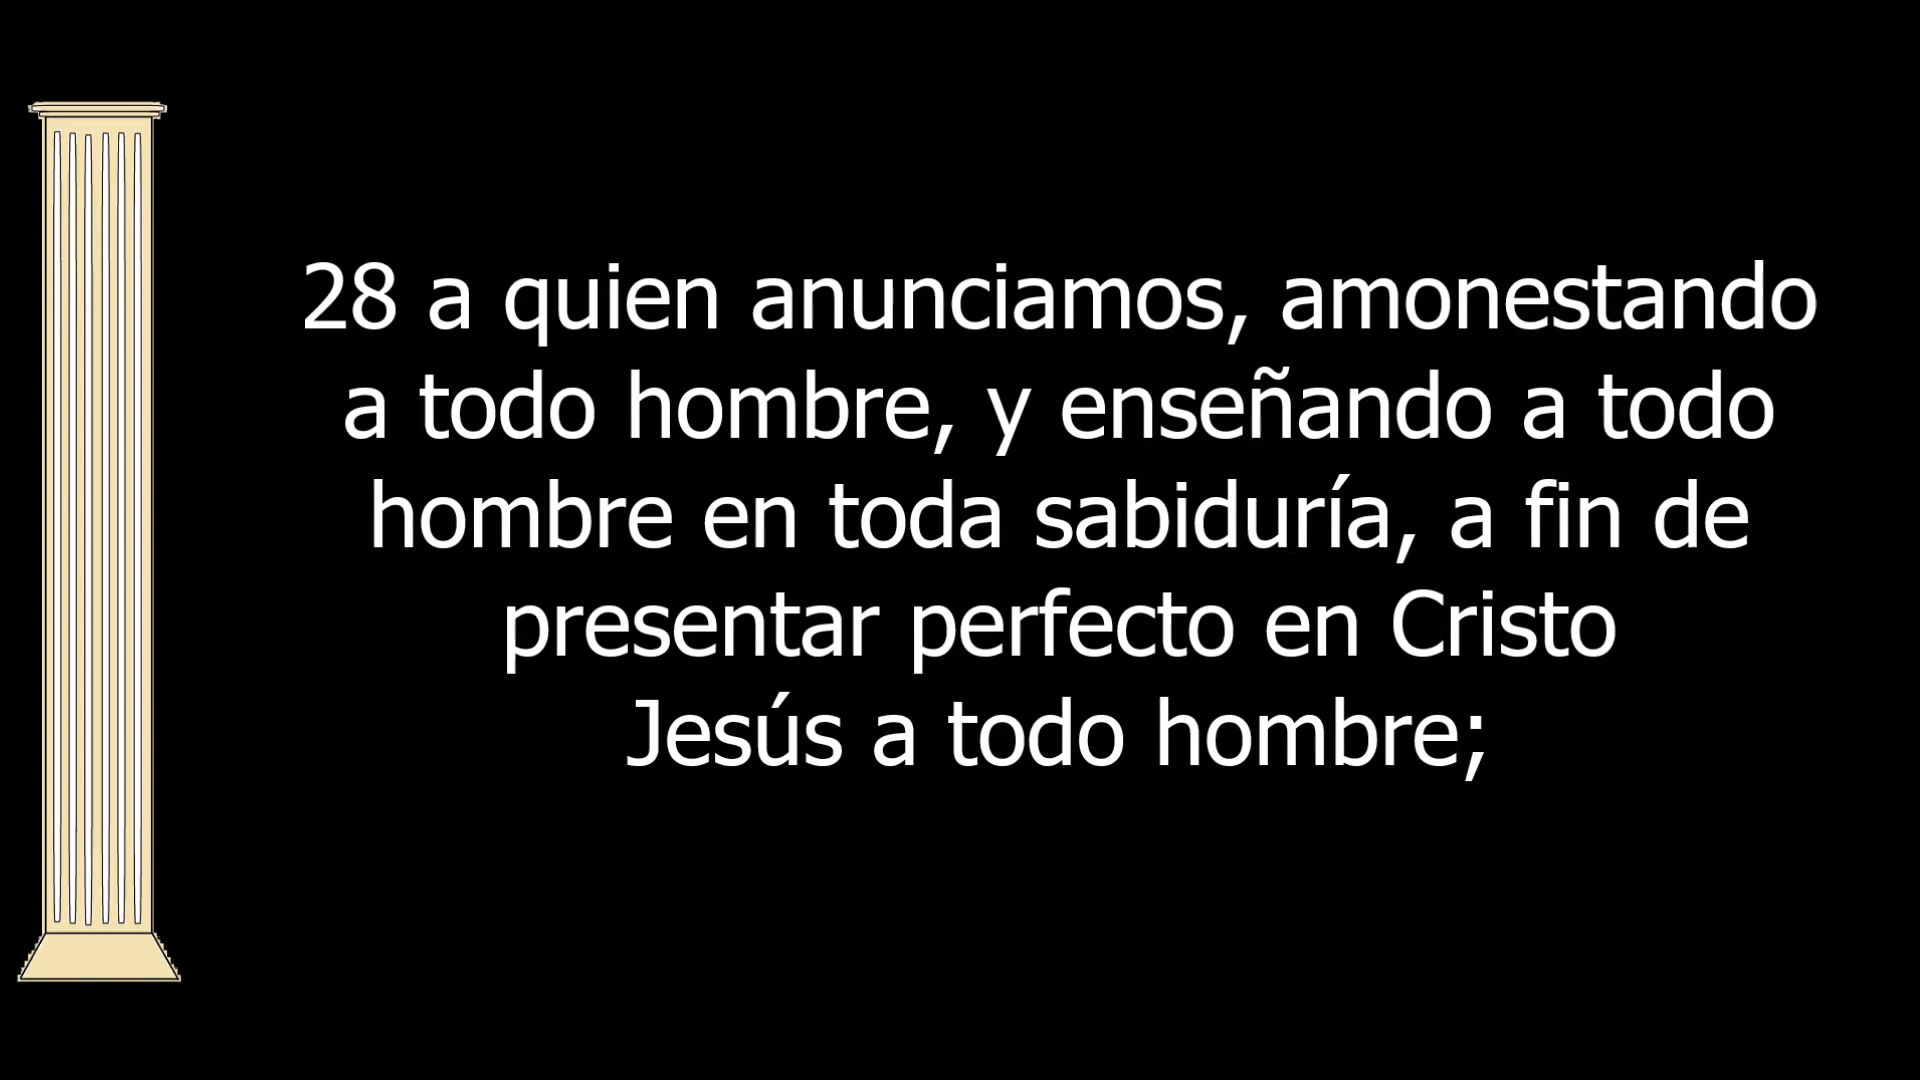 28 a quien anunciamos, amonestando
a todo hombre, y enseñando a todo
hombre en toda sabiduría, a fin de
presentar perfecto en Cristo
Jesús a todo hombre;